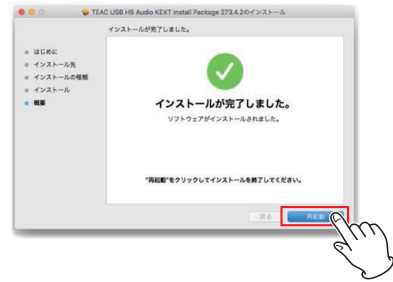 TEAC USB HS Audio KEXT Install Package 273.4.2のインストール
インストールが完了しました。
はじめに
インストール先
インストールの種類
インストール
概要
インストールが完了しました。
ソフトウェアがインストールされました。
"再起動"をクリックしてインストールを終了してください。
戻る
再起動